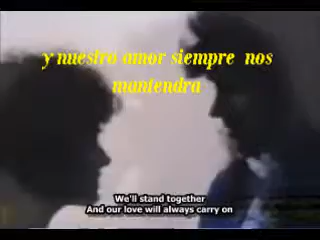 y nuestro amor siempre nos
mantendra
We'll stand together
And our love will always carry on